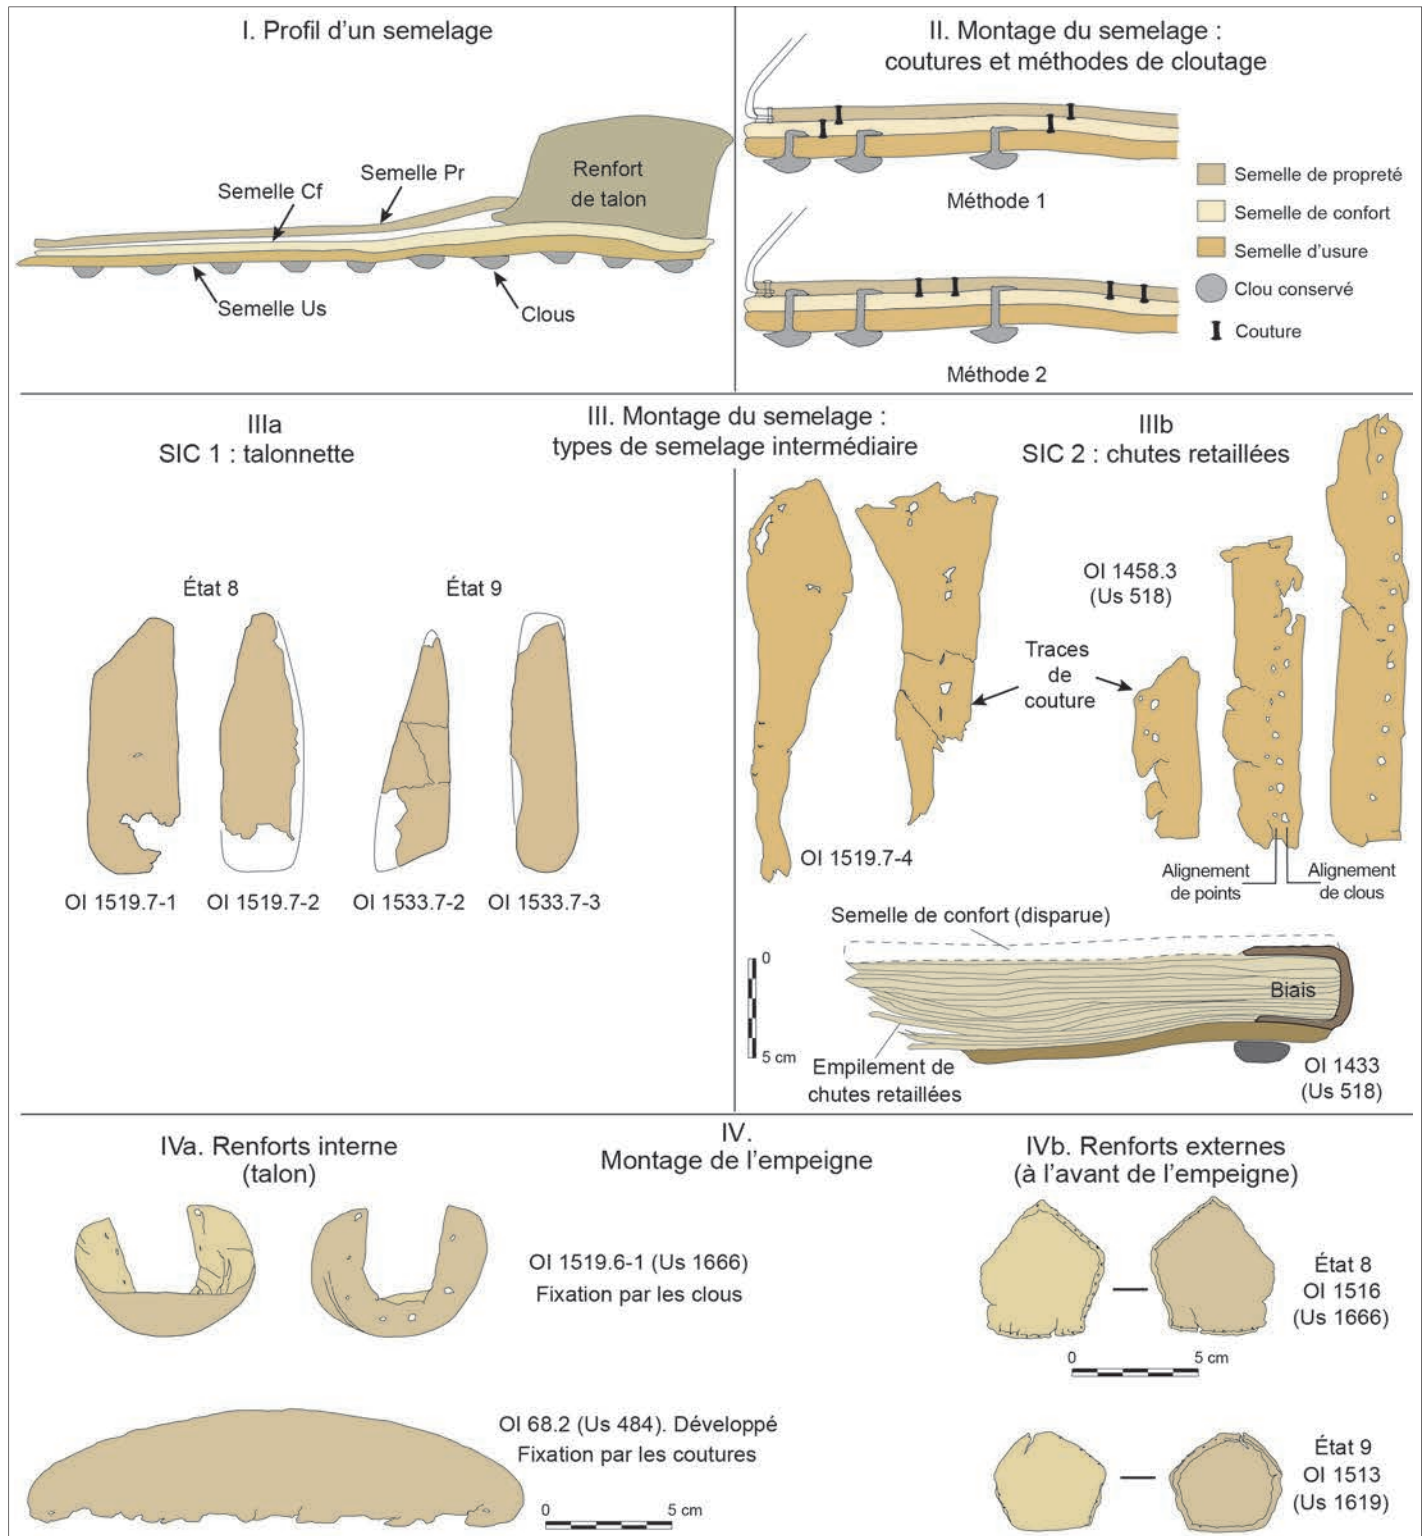 I. Profil d’un semelage
Semelle Cf
Semelle Pr
Renfort
de talon
Semelle Us
Clous
II. Montage du semelage :
coutures et méthodes de cloutage
Méthode 1
Méthode 2
Semelle de propreté
Semelle de confort
Semelle d’usure
Clou conservé
Couture
III. Montage du semelage :
types de semelage intermédiaire
IIIa
SIC 1 : talonnette
État 8
État 9
OI 1519.7-1
OI 1519.7-2
OI 1533.7-2
OI 1533.7-3
IIIb
SIC 2 : chutes retaillées
OI 1458.3
(Us 518)
Traces
de
couture
OI 1519.7-4
Alignement
de points
Alignement
de clous
Semelle de confort (disparue)
0
5 cm
Biais
Empilement de
chutes retaillées
OI 1433
(Us 518)
IV.
Montage de l’empeigne
IVa. Renforts interne
(talon)
OI 1519.6-1 (Us 1666)
Fixation par les clous
OI 68.2 (Us 484). Développé
Fixation par les coutures
0 5 cm
IVb. Renforts externes
(à l’avant de l’empeigne)
État 8
OI 1516
(Us 1666)
0 5 cm
État 9
OI 1513
(Us 1619)